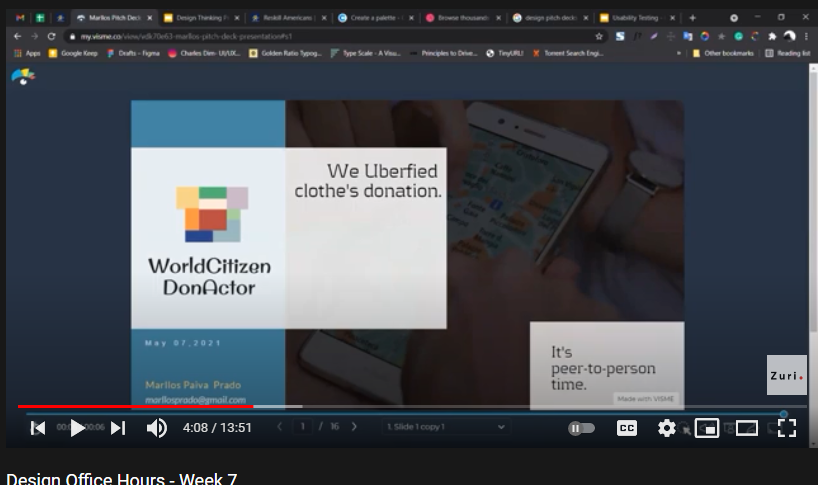 Marllos Pitch Deck
Design Thinking P
Reskill Americans
Create a palette -
Browse thousands
design pitch deck
Usability Testing
my.visme.co/view/vdk70e63-marllos-pitch-deck-presentation#s1
Apps
Google Keep
Drafts – Figma
Charles Dim- UI/UX...
Golden Ratio Typog...
Type Scale - A Visu...
Principles to Drive...
TinyURL!
Torrent Search Engi...
»
Other bookmarks
Reading list
We Uberfied
clothe's donation.
WorldCitizen
DonActor
May 07,2021
Marllos Paiva Prado
marllosprado@gmail.com
It's
peer-to-person
time.
Made with VISME
Zuri.
4:08 / 13:51
1 / 16
1. Slide 1 copy 1
CC
Design Office Hours - Week 7